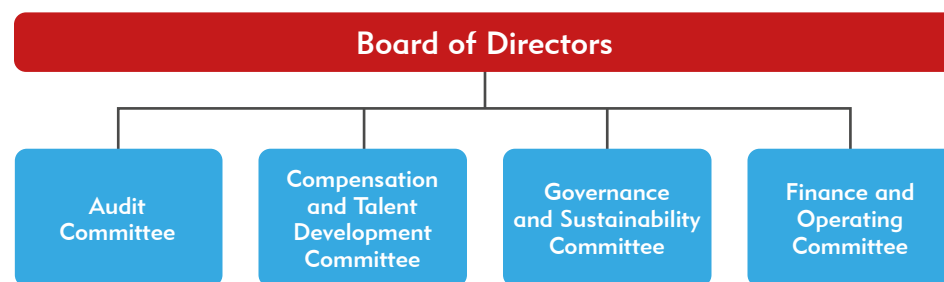 Board of Directors
Audit
Committee
Compensation
and Talent
Development
Committee
Governance
and Sustainability
Committee
Finance and
Operating
Committee